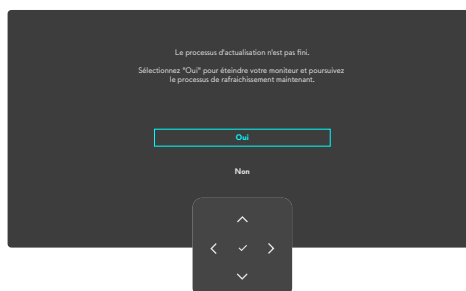 Le processus d'actualisation n'est pas fini.
Sélectionnez "Oui" pour éteindre votre moniteur et poursuivez
le processus de rafraichissement maintenant.
Oui
Non